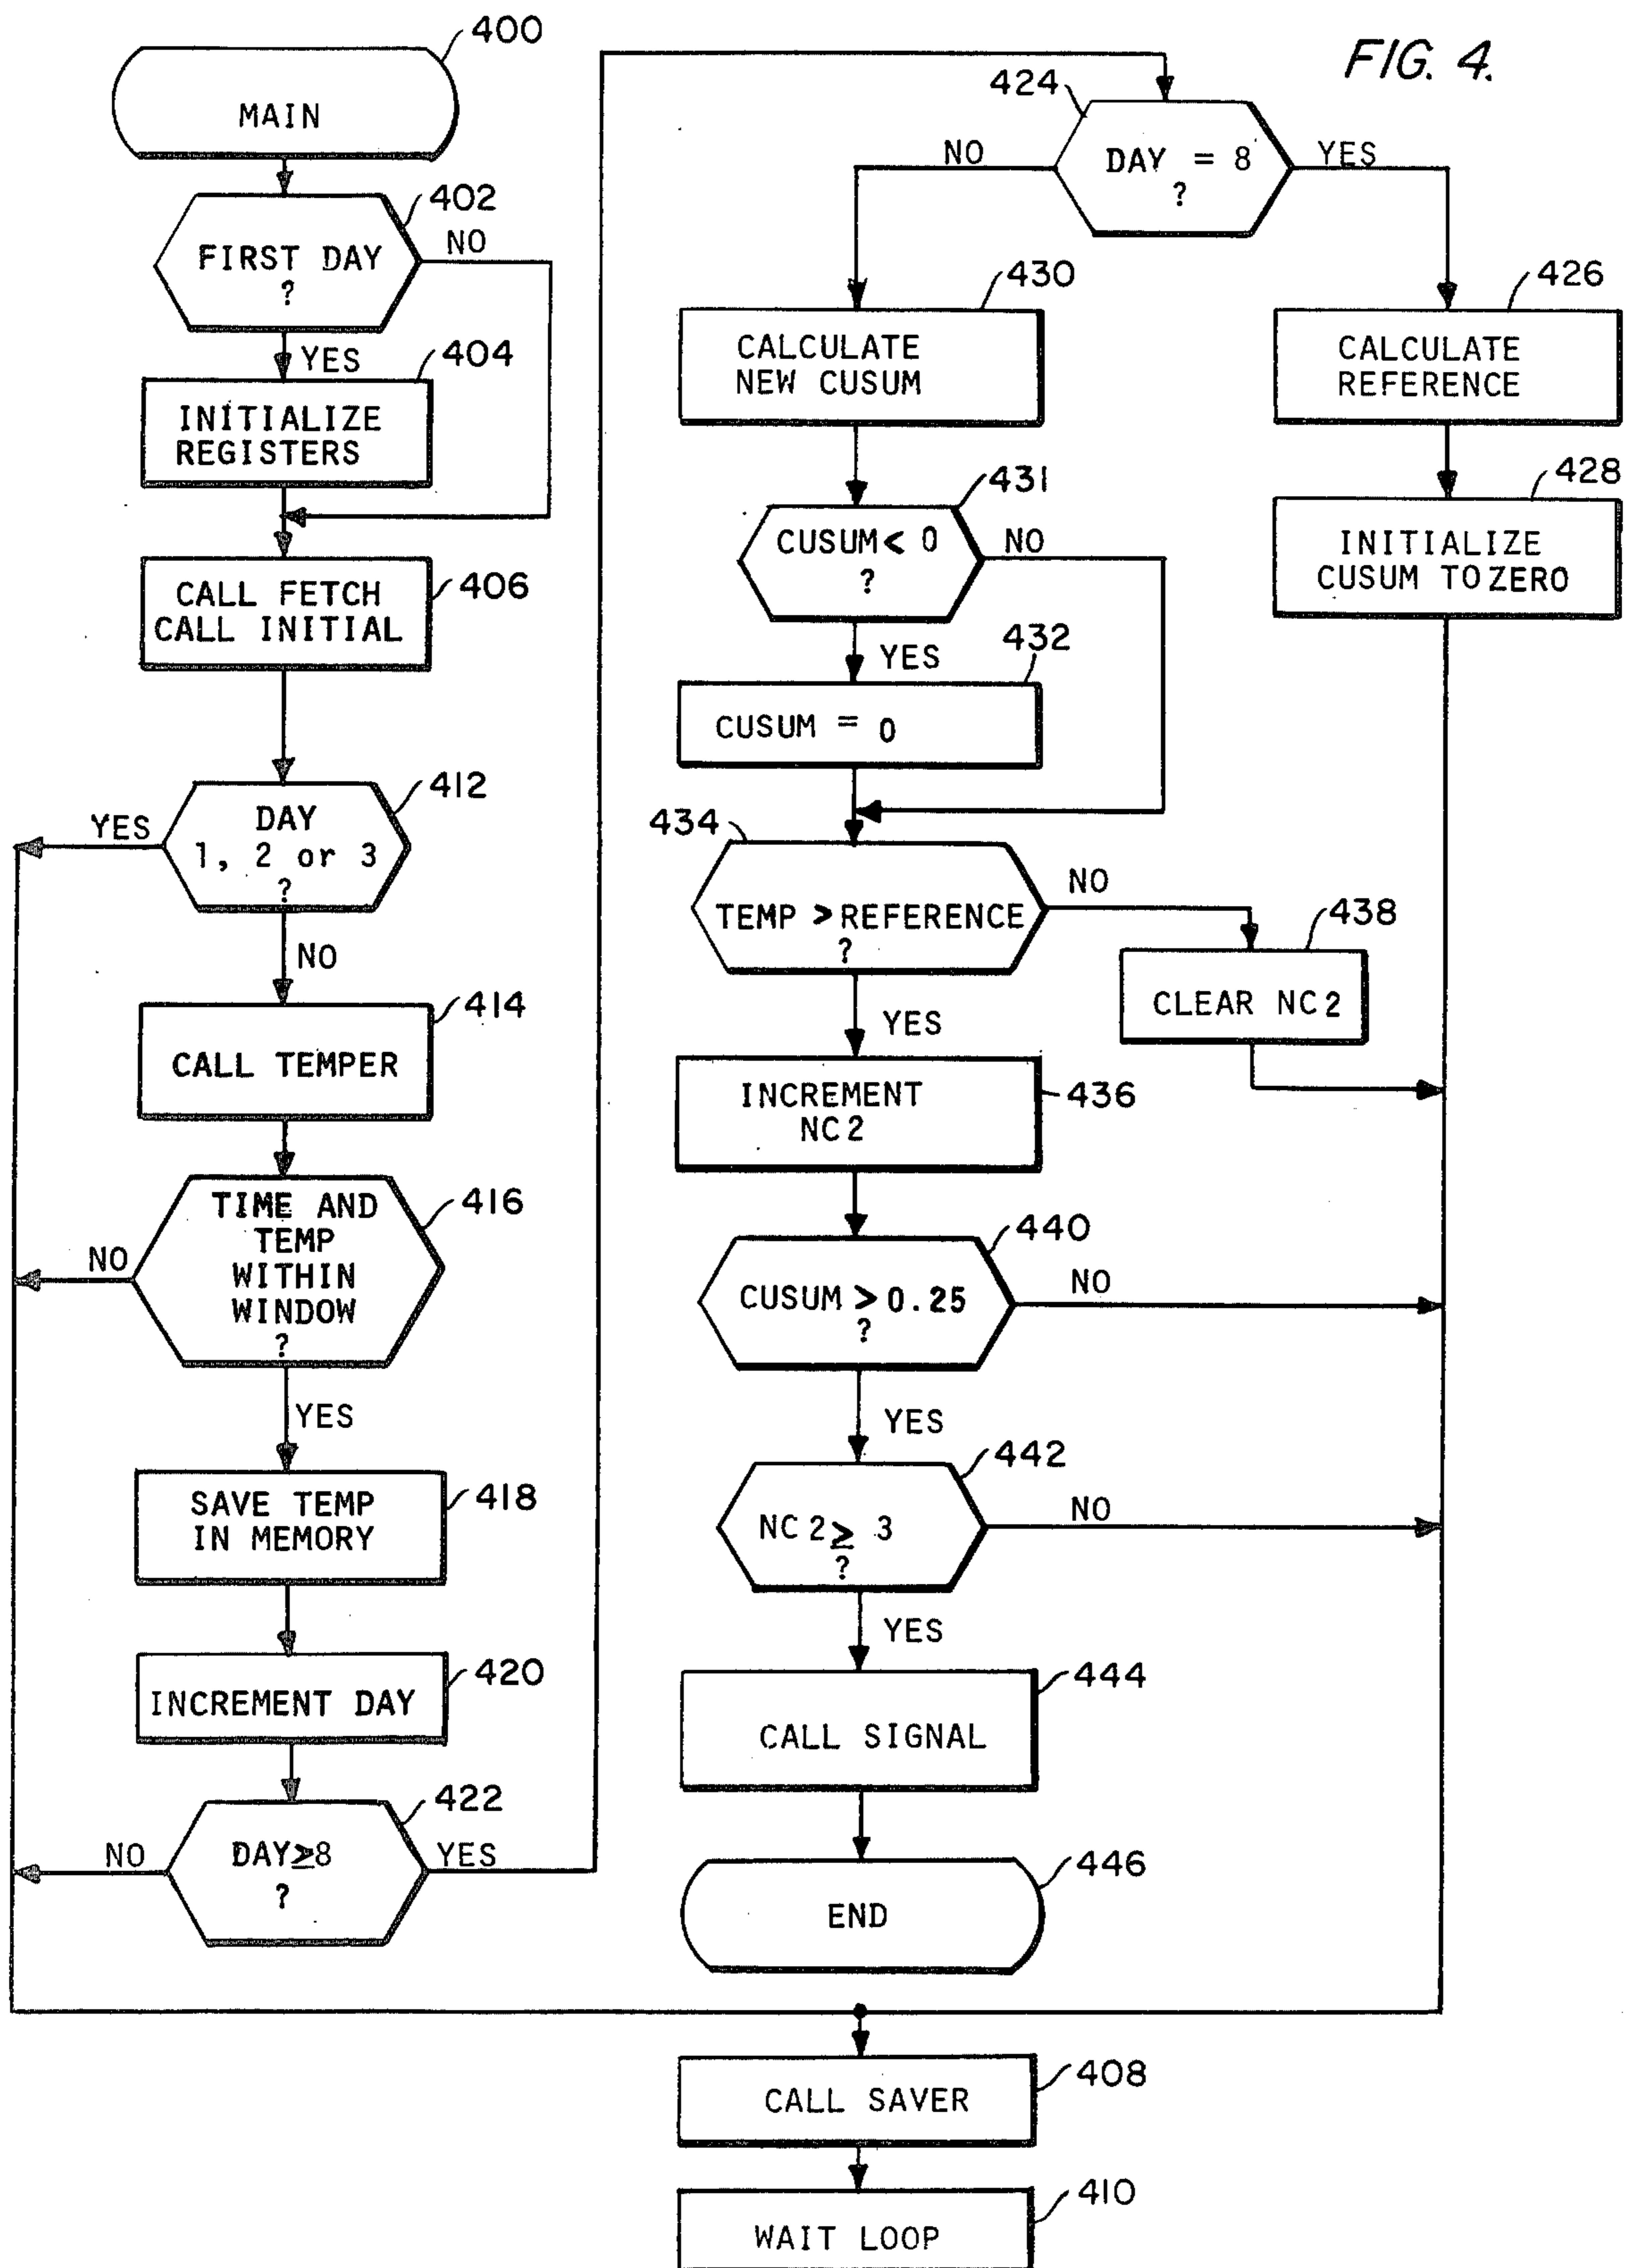 FIG. 4.
400
MAIN
402
FIRST DAY
?
NO
YES
404
INITIALIZE
REGISTERS
406
CALL FETCH
CALL INITIAL
412
DAY
1, 2 or 3
?
YES
NO
414
CALL TEMPER
416
TIME AND
TEMP
WITHIN
WINDOW
?
NO
YES
418
SAVE TEMP
IN MEMORY
420
INCREMENT DAY
422
DAY≥8
?
NO
YES
424
DAY = 8
?
NO
YES
430
CALCULATE
NEW CUSUM
426
CALCULATE
REFERENCE
428
INITIALIZE
CUSUM TO ZERO
431
CUSUM < 0
?
NO
YES
432
CUSUM = 0
434
TEMP > REFERENCE
?
NO
438
CLEAR NC2
YES
436
INCREMENT
NC2
440
CUSUM > 0.25
?
NO
YES
442
NC2 ≥ 3
?
NO
YES
444
CALL SIGNAL
446
END
408
CALL SAVER
410
WAIT LOOP